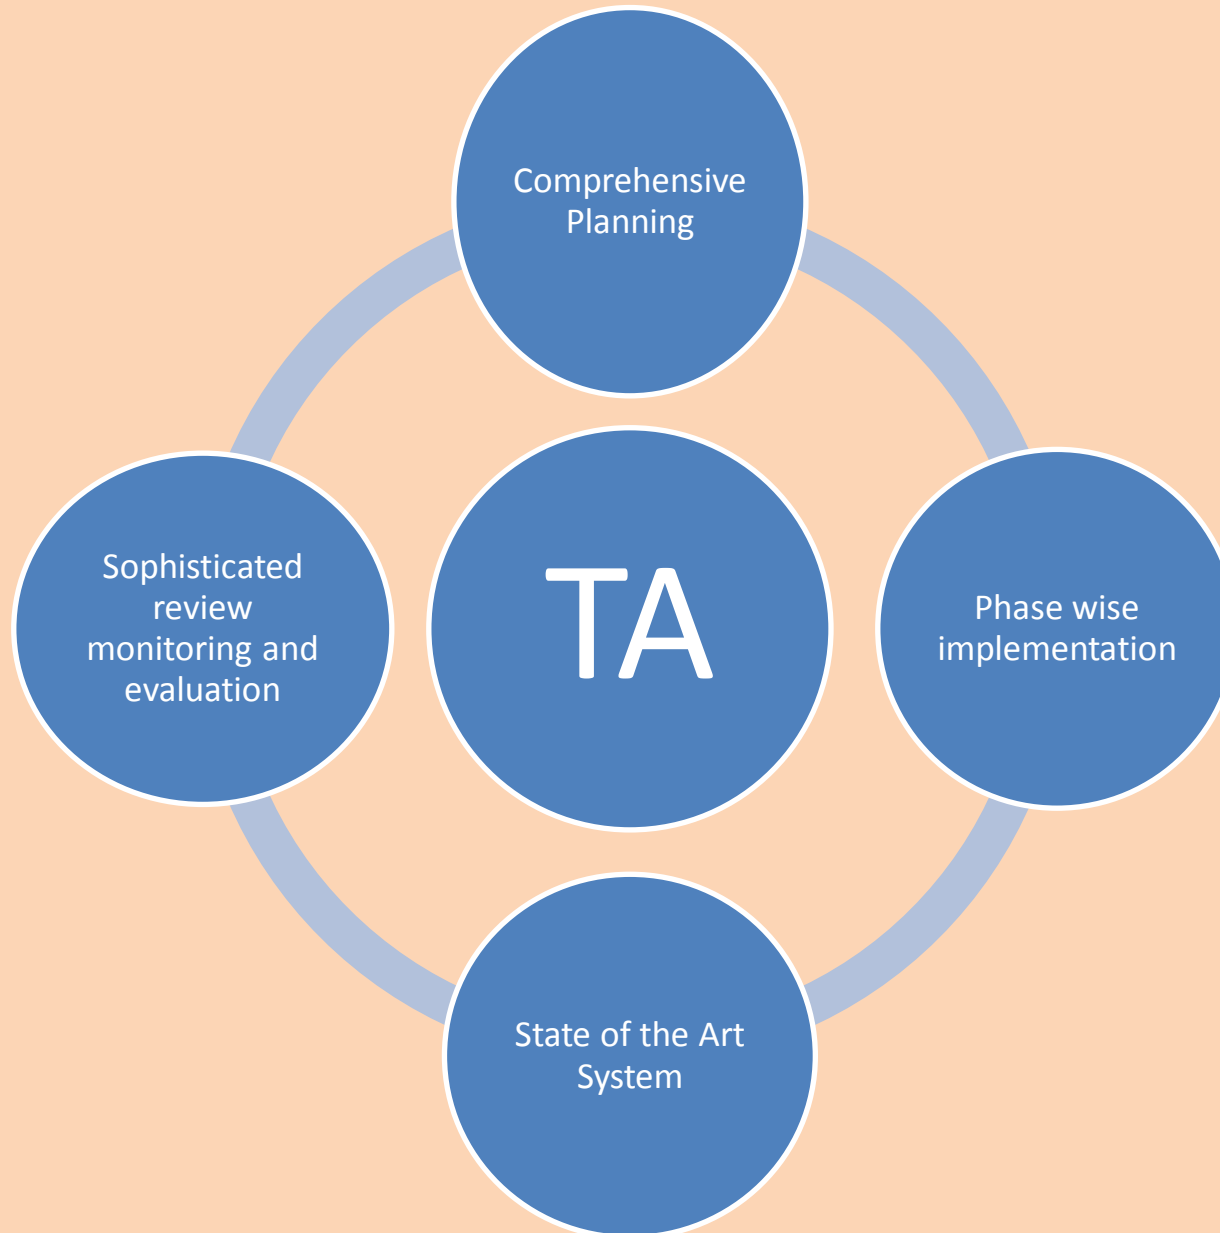 Comprehensive
Planning
Sophisticated
review
monitoring and
evaluation
TA
Phase wise
implementation
State of the Art
System